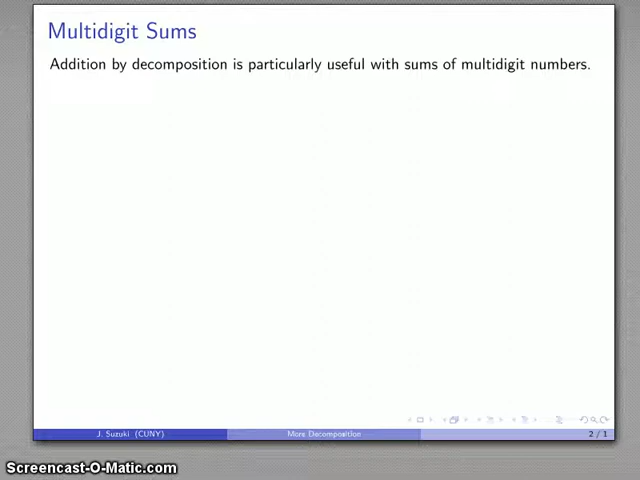 Multidigit Sums
Addition by decomposition is particularly useful with sums of multidigit numbers.
J. Suzuki (CUNY)
More Decomposition
2 / 1
Screencast-O-Matic.com